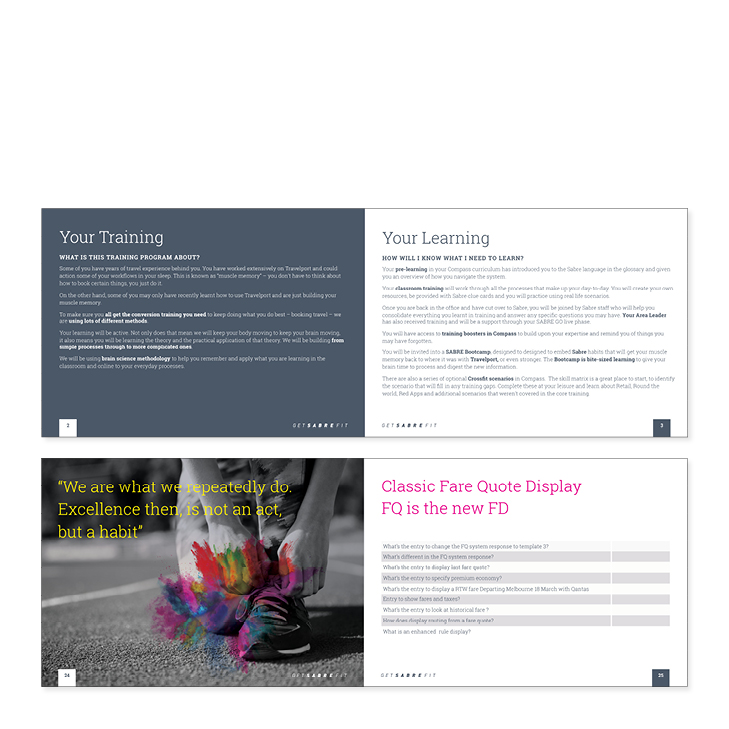 Your Training
WHAT IS THIS TRAINING PROGRAM ABOUT?
Some of you have years of travel experience behind you. You have worked extensively on Travelport and could
action some of your workflows in your sleep. This is known as “muscle memory” – you don't have to think about
how to book certain things, you just do it.
On the other hand, some of you may only have recently learnt how to use Travelport and are just building your
muscle memory.
To make sure you all get the conversion training you need to keep doing what you do best – booking travel – we
are using lots of different methods.
Your learning will be active. Not only does that mean we will keep your body moving to keep your brain moving,
it also means you will be learning the theory and the practical application of that theory. We will be building from
simple processes through to more complicated ones.
We will be using brain science methodology to help you remember and apply what you are learning in the
classroom and online to your everyday processes.
2
GETSABREFIT
Your Learning
HOW WILL I KNOW WHAT I NEED TO LEARN?
Your pre-learning in your Compass curriculum has introduced you to the Sabre language in the glossary and given
you an overview of how you navigate the system.
Your classroom training will work through all the processes that make up your day-to-day. You will create your own
resources, be provided with Sabre clue cards and you will practice using real life scenarios.
Once you are back in the office and have cut over to Sabre, you will be joined by Sabre staff who will help you
consolidate everything you learnt in training and answer any specific questions you may have. Your Area Leader
has also received training and will be a support through your SABRE GO live phase.
You will have access to training boosters in Compass to build upon your expertise and remind you of things you
may have forgotten.
You will be invited into a SABRE Bootcamp, designed to designed to embed Sabre habits that will get your muscle
memory back to where it was with Travelport, or even stronger. The Bootcamp is bite-sized learning to give your
brain time to process and digest the new information.
There are also a series of optional Crossfit scenarios in Compass. The skill matrix is a great place to start, to identify
the scenario that will fill in any training gaps. Complete these at your leisure and learn about Retail, Round the
world, Red Apps and additional scenarios that weren't covered in the core training.
GETSABREFIT
3
“We are what we repeatedly do.
Excellence then, is not an act,
but a habit”
24
GETSABREFIT
Classic Fare Quote Display
FQ is the new FD
What's the entry to change the FQ system response to template 3?
What's different in the FQ system response?
What's the entry to display last fare quote?
What's the entry to specify premium economy?
What's the entry to display a RTW fare Departing Melbourne 18 March with Qantas
Entry to show fares and taxes?
What's the entry to look at historical fare ?
How does display routing from a fare quote?
What is an enhanced rule display?
GETSABREFIT
25